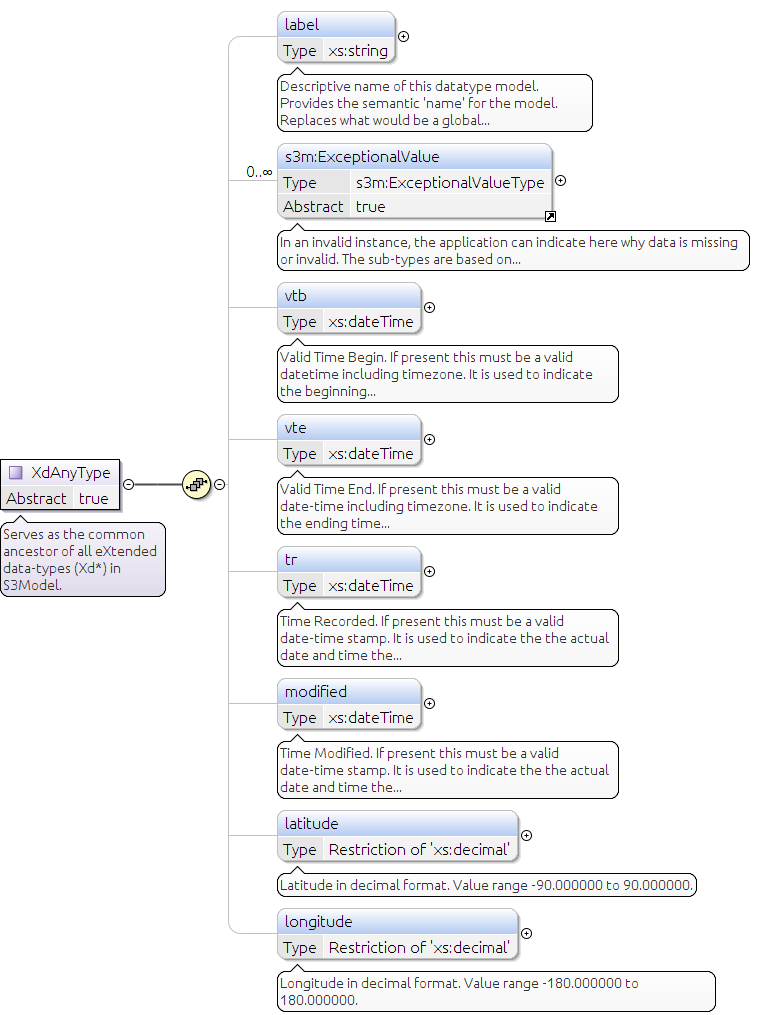 label
Type xs:string
Descriptive name of this datatype model.
Provides the semantic 'name' for the model.
Replaces what would be a global...
0..∞
s3m:ExceptionalValue
Type s3m:ExceptionalValueType
Abstract true
In an invalid instance, the application can indicate here why data is missing
or invalid. The sub-types are based on...
vtb
Type xs:dateTime
Valid Time Begin. If present this must be a valid
datetime including timezone. It is used to indicate
the beginning...
vte
Type xs:dateTime
Valid Time End. If present this must be a valid
date-time including timezone. It is used to indicate
the ending time...
XdAnyType
Abstract true
Serves as the common
ancestor of all eXtended
data-types (Xd*) in
S3Model.
tr
Type xs:dateTime
Time Recorded. If present this must be a valid
date-time stamp. It is used to indicate the the actual
date and time the...
modified
Type xs:dateTime
Time Modified. If present this must be a valid
date-time stamp. It is used to indicate the the actual
date and time the...
latitude
Type Restriction of 'xs:decimal'
Latitude in decimal format. Value range -90.000000 to 90.000000.
longitude
Type Restriction of 'xs:decimal'
Longitude in decimal format. Value range -180.000000 to
180.000000.